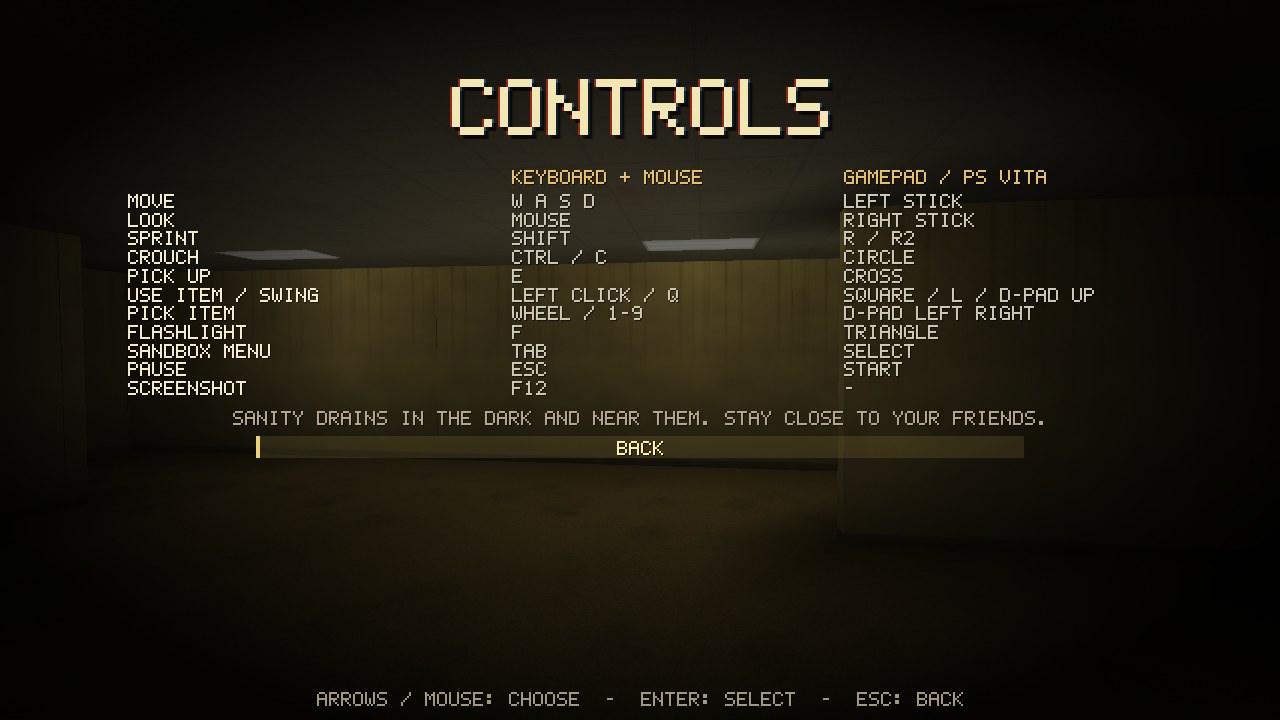 CONTROLS
KEYBOARD + MOUSE GAMEPAD / PS VITA
MOVE W A S D LEFT STICK
LOOK MOUSE RIGHT STICK
SPRINT SHIFT R / R2
CROUCH CTRL / C CIRCLE
PICK UP E CROSS
USE ITEM / SWING LEFT CLICK / Q SQUARE / L / D-PAD UP
PICK ITEM WHEEL / 1-9 D-PAD LEFT RIGHT
FLASHLIGHT F TRIANGLE
SANDBOX MENU TAB SELECT
PAUSE ESC START
SCREENSHOT F12 -
SANITY DRAINS IN THE DARK AND NEAR THEM. STAY CLOSE TO YOUR FRIENDS.
BACK
ARROWS / MOUSE: CHOOSE - ENTER: SELECT - ESC: BACK